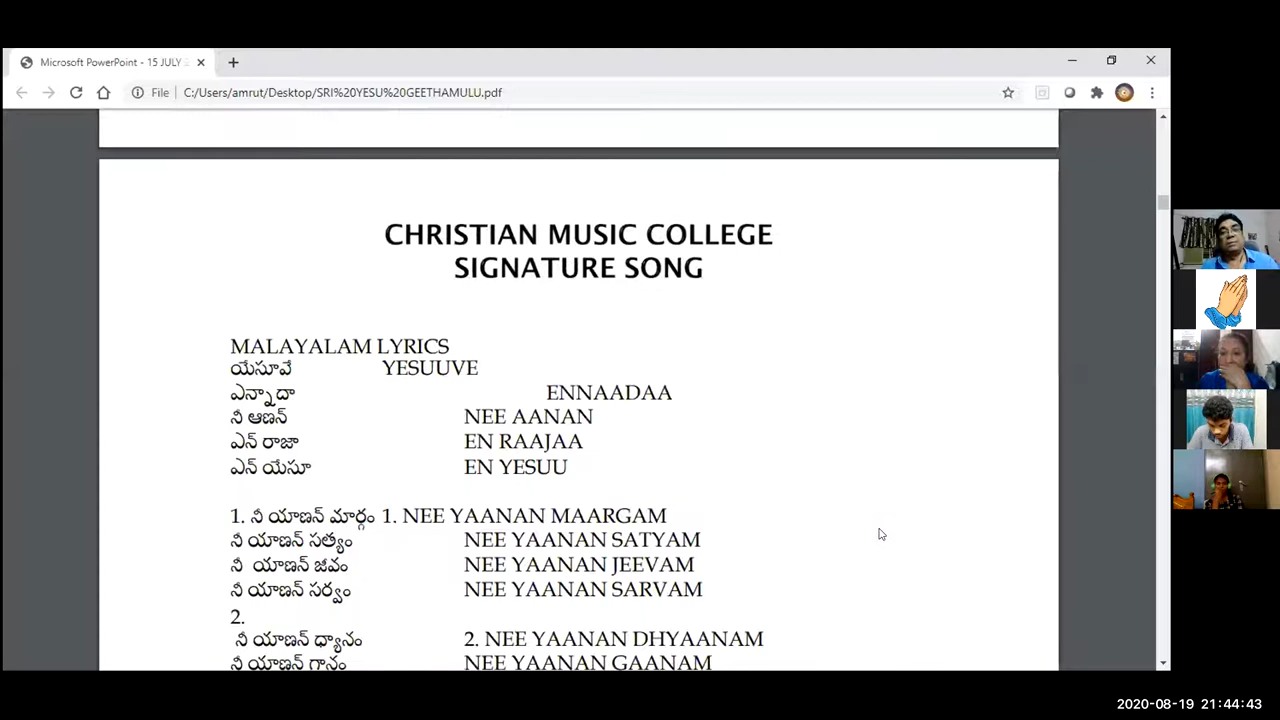 Microsoft PowerPoint - 15 JULY
File C:/Users/amrut/Desktop/SRI%20YESU%20GEETHAMULU.pdf
CHRISTIAN MUSIC COLLEGE
SIGNATURE SONG
MALAYALAM LYRICS
యేసూవే YESUUVE
ఎన్నాదా ENNAADAA
నీ ఆణన్ NEE AANAN
ఎన్ రాజా EN RAAJAA
ఎన్ యేసూ EN YESUU
1. నీ యాణన్ మార్గం 1. NEE YAANAN MAARGAM
నీ యాణన్ సత్యం NEE YAANAN SATYAM
నీ యాణన్ జీవం NEE YAANAN JEEVAM
నీ యాణన్ సర్వం NEE YAANAN SARVAM
2.
నీ యాణన్ ధ్యానం 2. NEE YAANAN DHYAANAM
నీ యాణన్ గానం NEE YAANAN GAANAM
2020-08-19 21:44:43